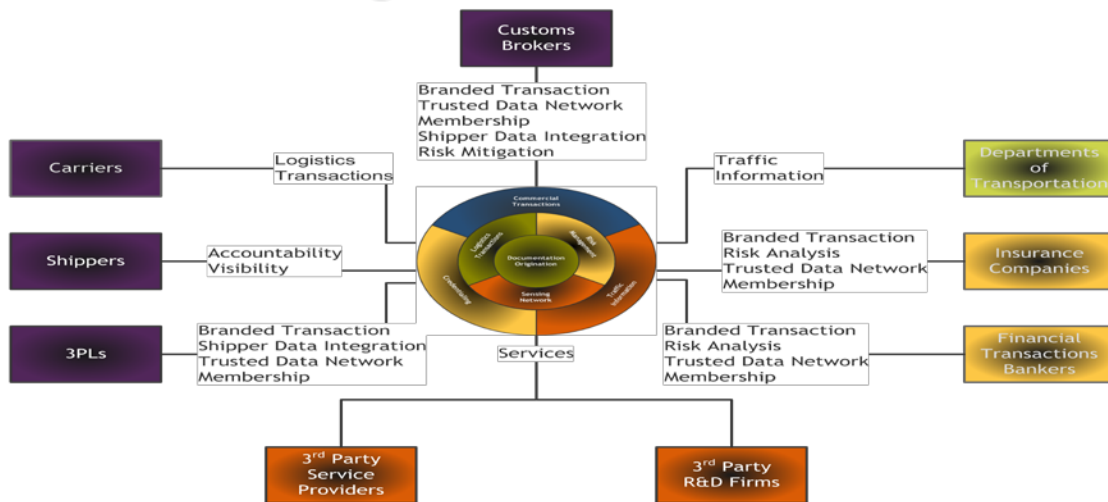 Customs
Brokers
Branded Transaction
Trusted Data Network
Membership
Shipper Data Integration
Risk Mitigation
Carriers
Logistics
Transactions
Traffic
Information
Departments
of
Transportation
Commercial
Transactions
Logistics
Transactions
Risk
Management
Documentation
Origination
Credentialing
Sensing
Network
Traffic
Information
Shippers
Accountability
Visibility
Branded Transaction
Risk Analysis
Trusted Data Network
Membership
Insurance
Companies
3PLs
Branded Transaction
Shipper Data Integration
Trusted Data Network
Membership
Services
Branded Transaction
Risk Analysis
Trusted Data Network
Membership
Financial
Transactions
Bankers
3rd Party
Service
Providers
3rd Party
R&D Firms